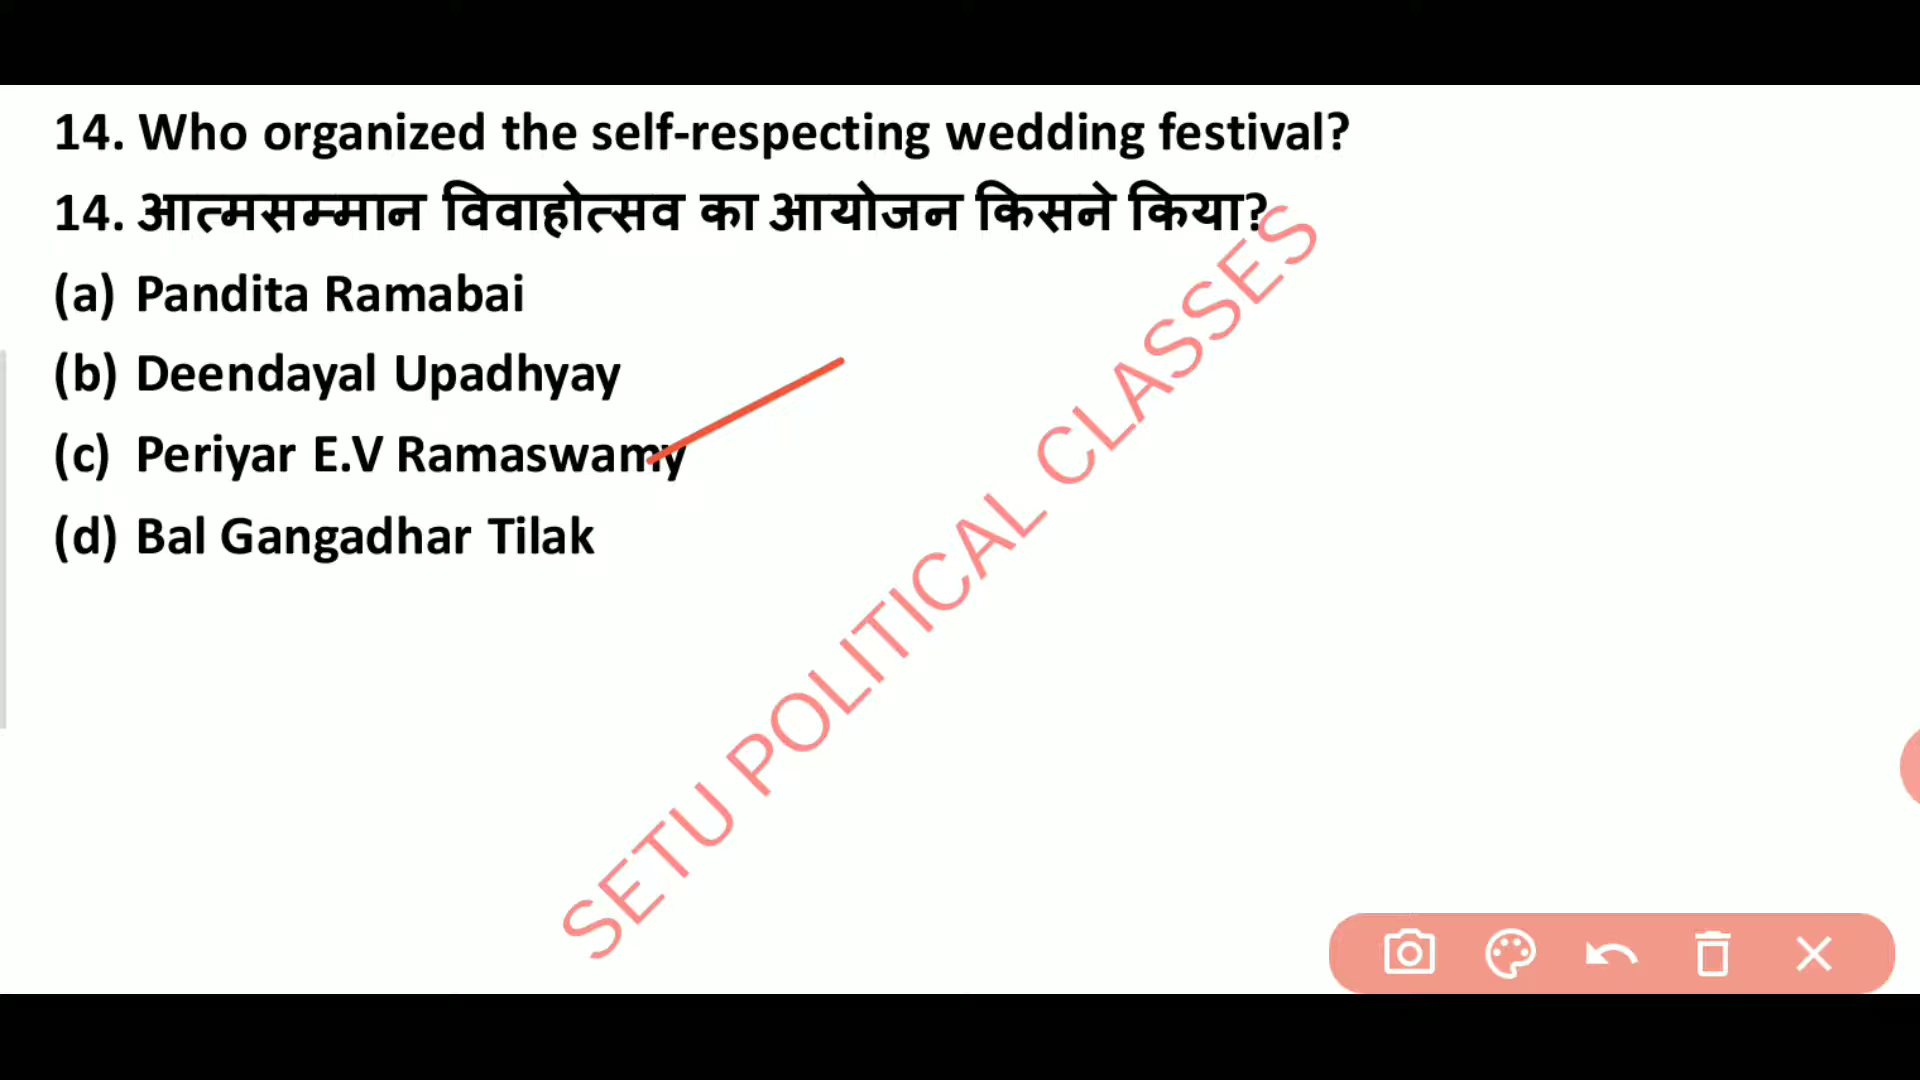 14. Who organized the self-respecting wedding festival?
14. आत्मसम्मान विवाहोत्सव का आयोजन किसने किया?
(a) Pandita Ramabai
(b) Deendayal Upadhyay
(c) Periyar E.V Ramaswamy
(d) Bal Gangadhar Tilak
SETU POLITICAL CLASSES